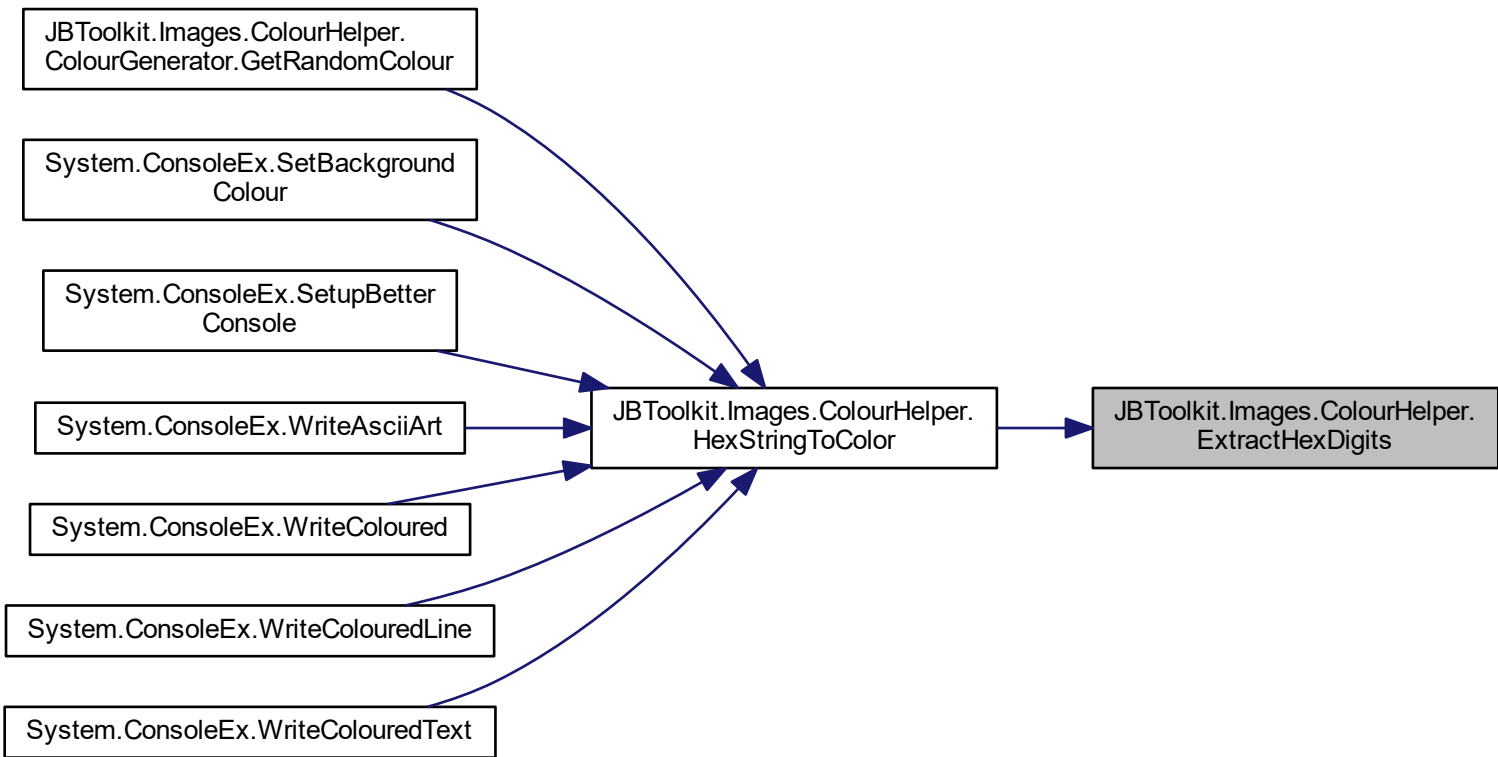 JBToolkit.Images.ColourHelper.
ColourGenerator.GetRandomColour
System.ConsoleEx.SetBackground
Colour
System.ConsoleEx.SetupBetter
Console
System.ConsoleEx.WriteAsciiArt
System.ConsoleEx.WriteColoured
System.ConsoleEx.WriteColouredLine
System.ConsoleEx.WriteColouredText
JBToolkit.Images.ColourHelper.
HexStringToColor
JBToolkit.Images.ColourHelper.
ExtractHexDigits